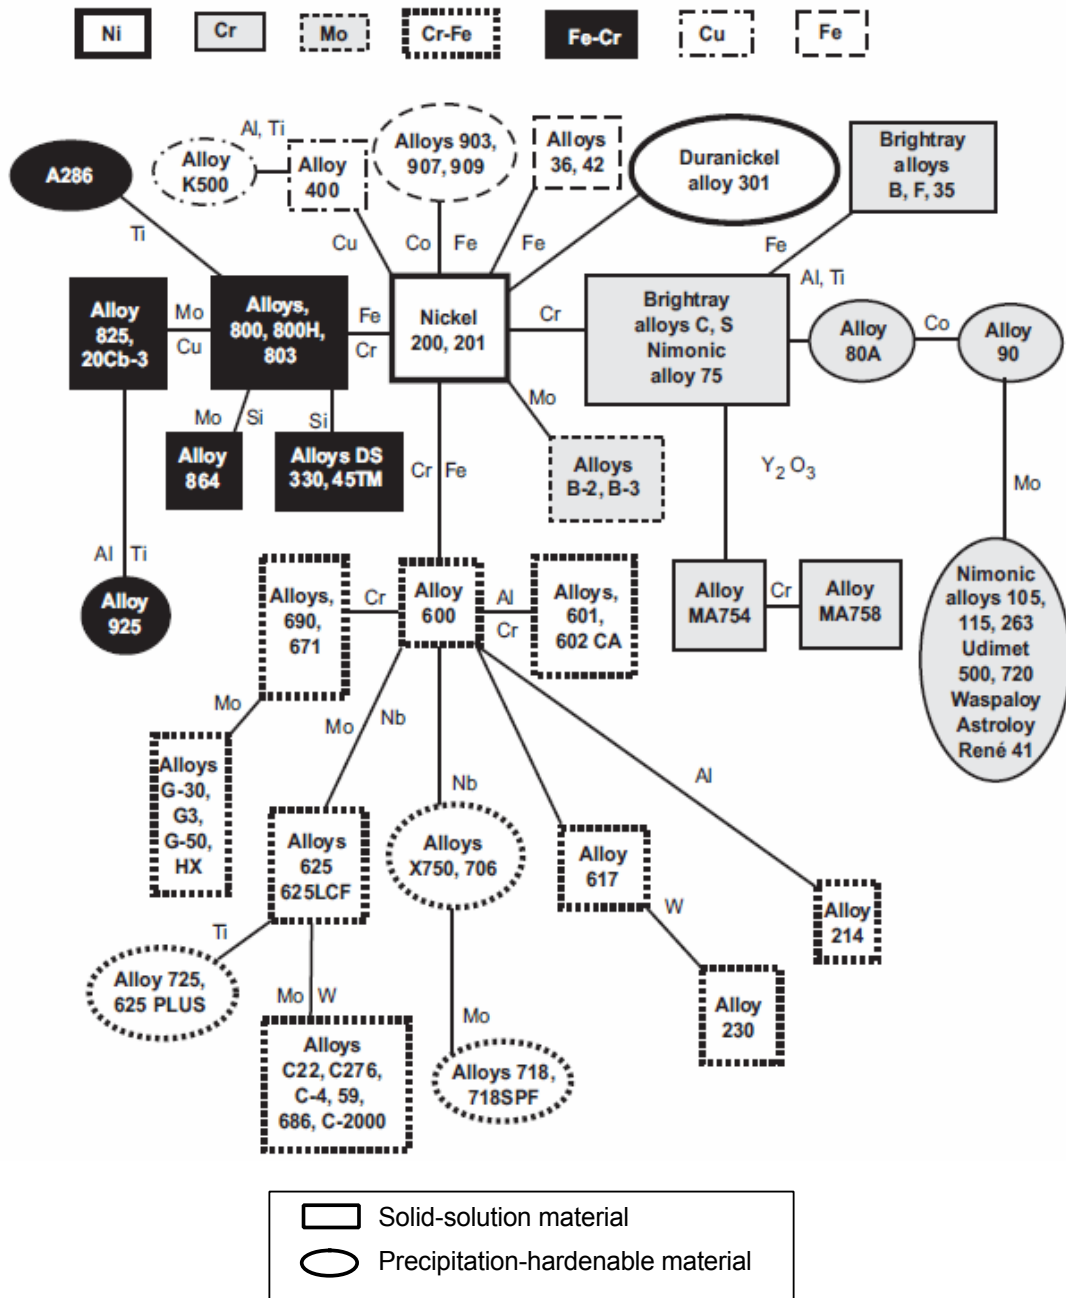 Ni
Cr
Mo
Cr-Fe
Fe-Cr
Cu
Fe
A286
Alloy
K500
Al, Ti
Alloy
400
Alloys 903,
907, 909
Alloys
36, 42
Duranickel
alloy 301
Brightray
alloys
B, F, 35
Ti
Cu
Co
Fe
Fe
Fe
Al, Ti
Alloy
825,
20Cb-3
Mo
Cu
Alloys,
800, 800H,
803
Fe
Cr
Nickel
200, 201
Cr
Brightray
alloys C, S
Nimonic
alloy 75
Alloy
80A
Co
Alloy
90
Mo
Si
Si
Mo
Alloy
864
Alloys DS
330, 45TM
Cr
Fe
Alloys
B-2, B-3
Y2O3
Mo
Al
Ti
Alloy
925
Alloys,
690,
671
Cr
Alloy
600
Al
Cr
Alloys,
601,
602 CA
Alloy
MA754
Cr
Alloy
MA758
Nimonic
alloys 105,
115, 263
Udimet
500, 720
Waspaloy
Astroloy
René 41
Mo
Mo
Nb
Nb
Al
Alloys
G-30,
G3,
G-50,
HX
Alloys
625
625LCF
Alloys
X750, 706
Alloy
617
W
Alloy
214
Ti
Alloy 725,
625 PLUS
Mo
W
Mo
Alloy
230
Alloys
C22, C276,
C-4, 59,
686, C-2000
Alloys 718,
718SPF
Solid-solution material
Precipitation-hardenable material